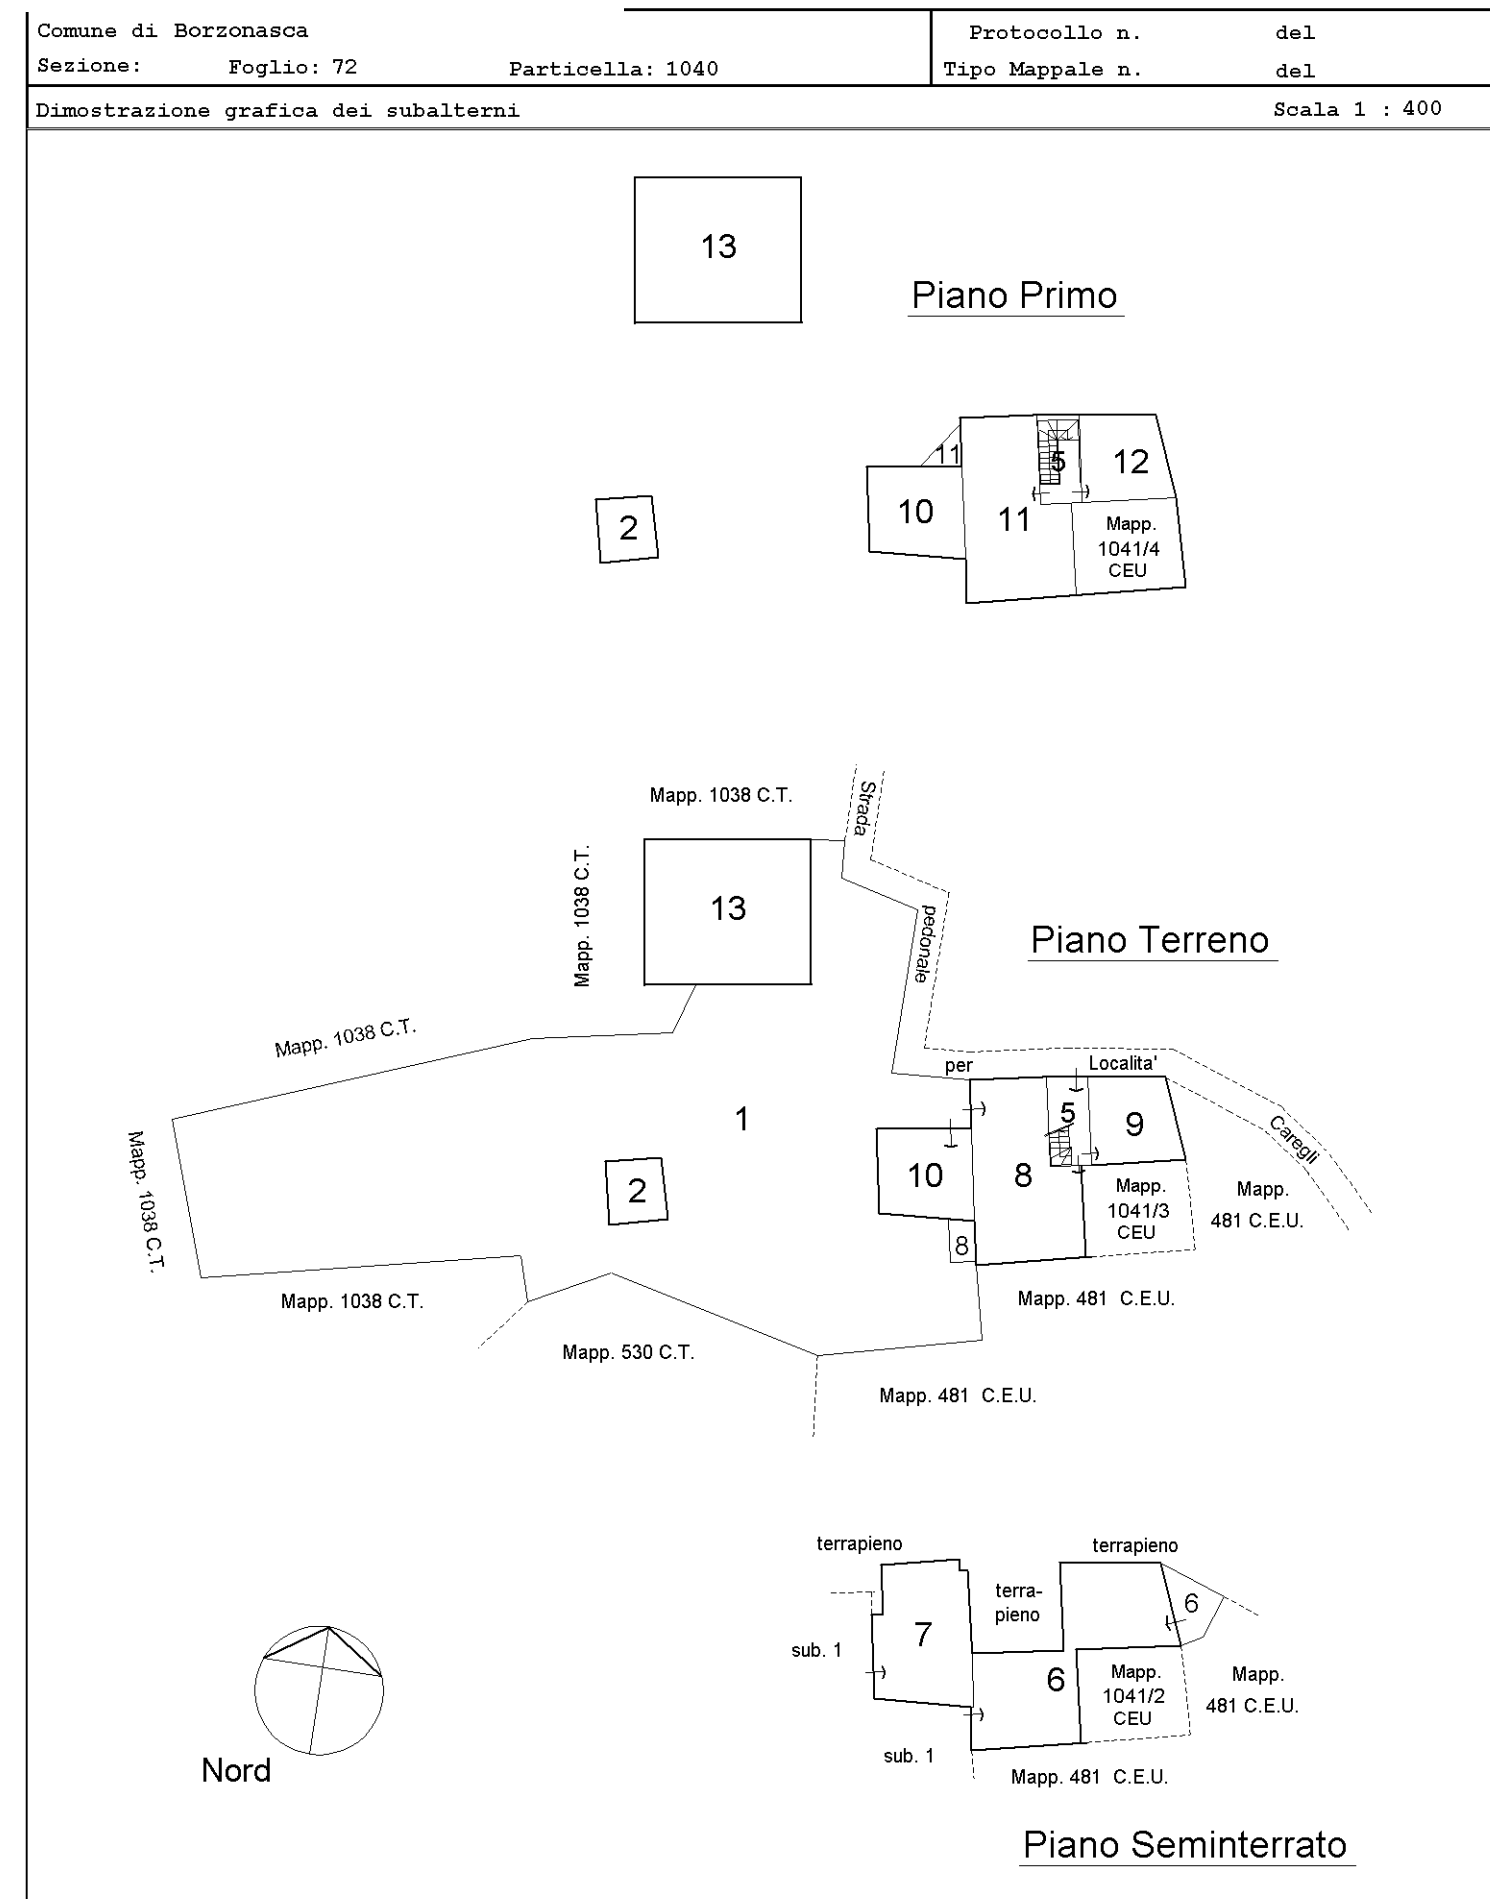 Comune di Borzonasca
Sezione: Foglio: 72 Particella: 1040
Protocollo n. del
Tipo Mappale n. del
Dimostrazione grafica dei subalterni Scala 1 : 400
13
Piano Primo
11
5
12
10
11
2
Mapp.
1041/4
CEU
Mapp. 1038 C.T.
Strada
Mapp. 1038 C.T.
13
pedonale
Piano Terreno
Mapp. 1038 C.T.
per
Localita'
Caregli
1
5
9
10
8
2
Mapp. 1038 C.T.
Mapp.
1041/3
CEU
Mapp.
481 C.E.U.
8
Mapp. 1038 C.T.
Mapp. 481 C.E.U.
Mapp. 530 C.T.
Mapp. 481 C.E.U.
terrapieno
terrapieno
terra-
pieno
6
7
sub. 1
6
Mapp.
1041/2
CEU
Mapp.
481 C.E.U.
sub. 1
Mapp. 481 C.E.U.
Nord
Piano Seminterrato